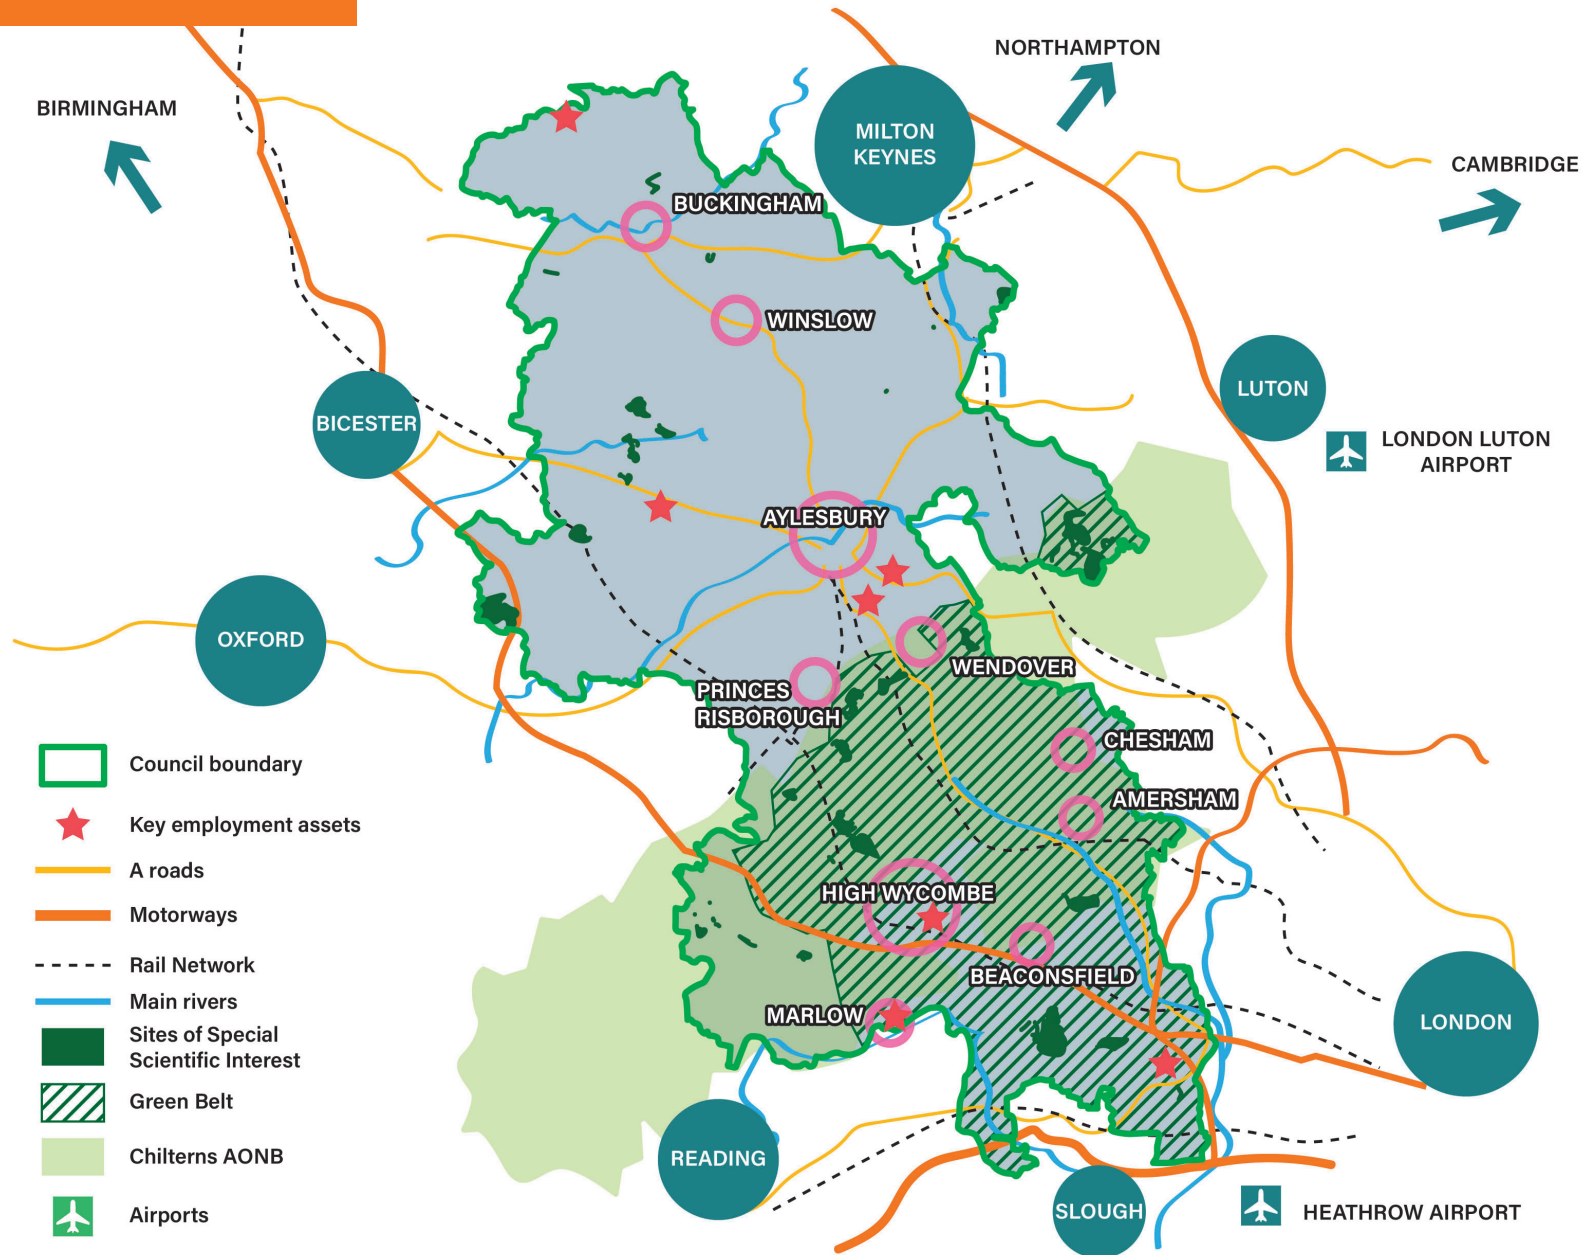 NORTHAMPTON
BIRMINGHAM
MILTON
KEYNES
CAMBRIDGE
BUCKINGHAM
WINSLOW
LUTON
BICESTER
LONDON LUTON
AIRPORT
AYLESBURY
OXFORD
WENDOVER
PRINCES
RISBOROUGH
CHESHAM
AMERSHAM
HIGH WYCOMBE
BEACONSFIELD
MARLOW
LONDON
READING
SLOUGH
HEATHROW AIRPORT
Council boundary
Key employment assets
A roads
Motorways
Rail Network
Main rivers
Sites of Special
Scientific Interest
Green Belt
Chilterns AONB
Airports